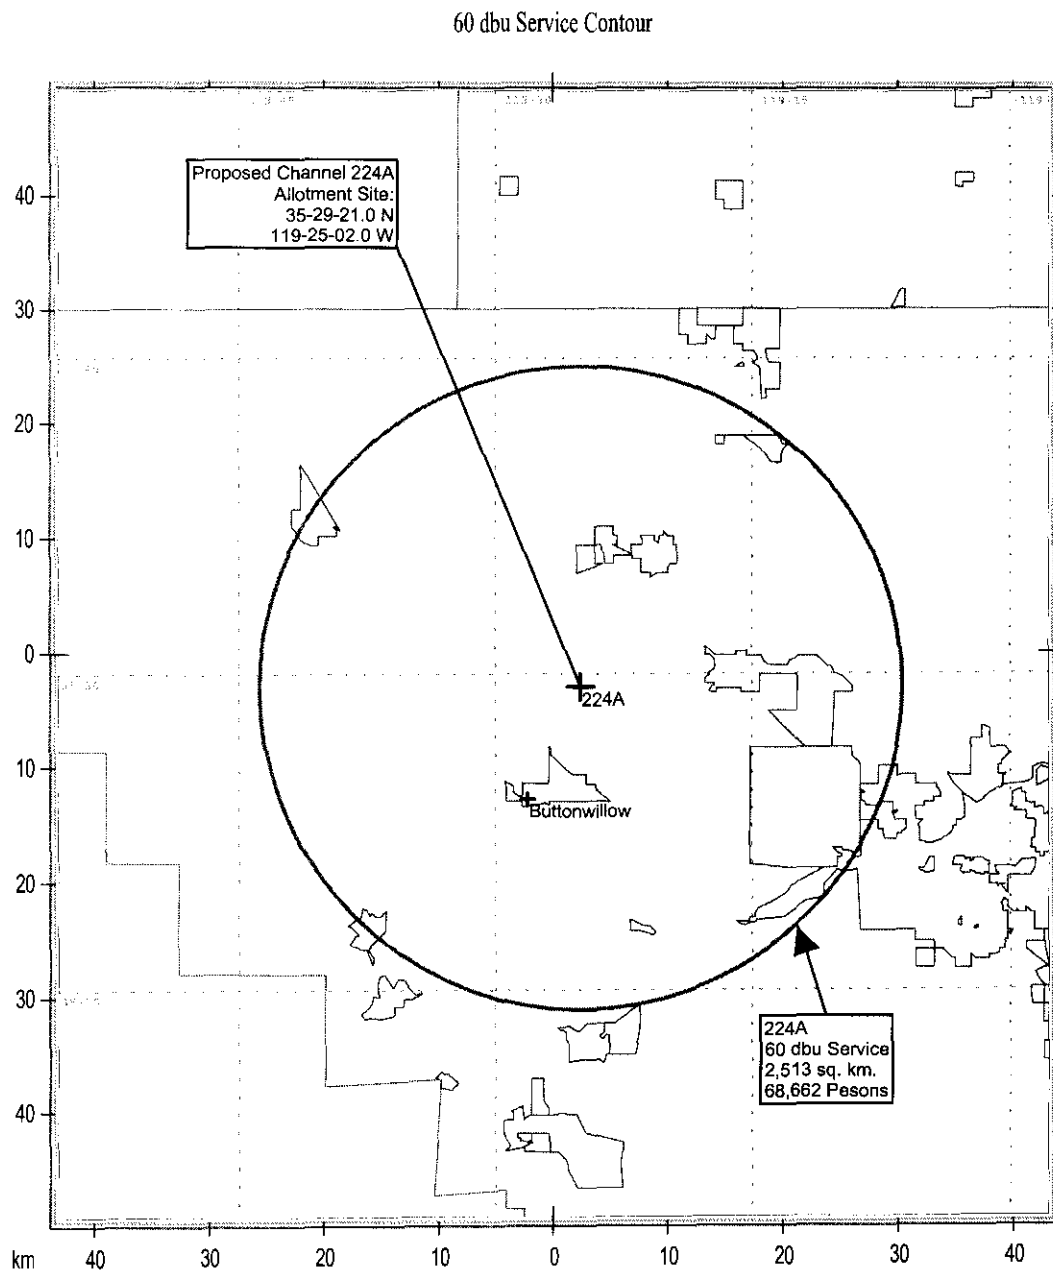 60 dbu Service Contour
Proposed Channel 224A
Allotment Site:
35-29-21.0 N
119-25-02.0 W
40
30
20
10
0
10
20
30
40
224A
Buttonwillow
224A
60 dbu Service
2,513 sq. km.
68,662 Pesons
km 40 30 20 10 0 10 20 30 40